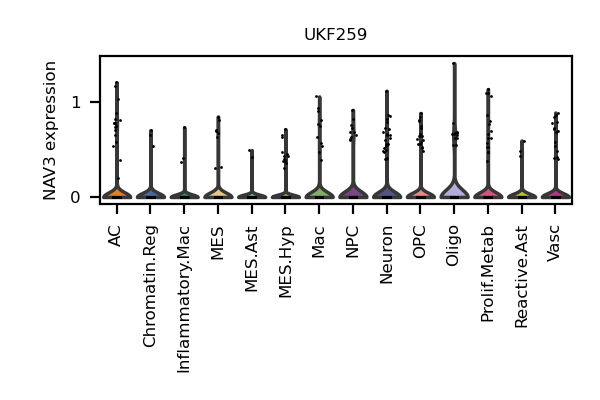 UKF259
NAV3 expression
1
0
AC
Chromatin.Reg
Inflammatory.Mac
MES
MES.Ast
MES.Hyp
Mac
NPC
Neuron
OPC
Oligo
Prolif.Metab
Reactive.Ast
Vasc